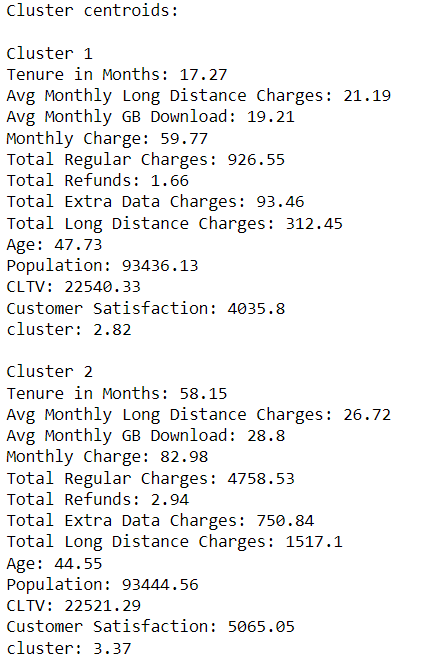 Cluster centroids:

Cluster 1
Tenure in Months: 17.27
Avg Monthly Long Distance Charges: 21.19
Avg Monthly GB Download: 19.21
Monthly Charge: 59.77
Total Regular Charges: 926.55
Total Refunds: 1.66
Total Extra Data Charges: 93.46
Total Long Distance Charges: 312.45
Age: 47.73
Population: 93436.13
CLTV: 22540.33
Customer Satisfaction: 4035.8
cluster: 2.82

Cluster 2
Tenure in Months: 58.15
Avg Monthly Long Distance Charges: 26.72
Avg Monthly GB Download: 28.8
Monthly Charge: 82.98
Total Regular Charges: 4758.53
Total Refunds: 2.94
Total Extra Data Charges: 750.84
Total Long Distance Charges: 1517.1
Age: 44.55
Population: 93444.56
CLTV: 22521.29
Customer Satisfaction: 5065.05
cluster: 3.37